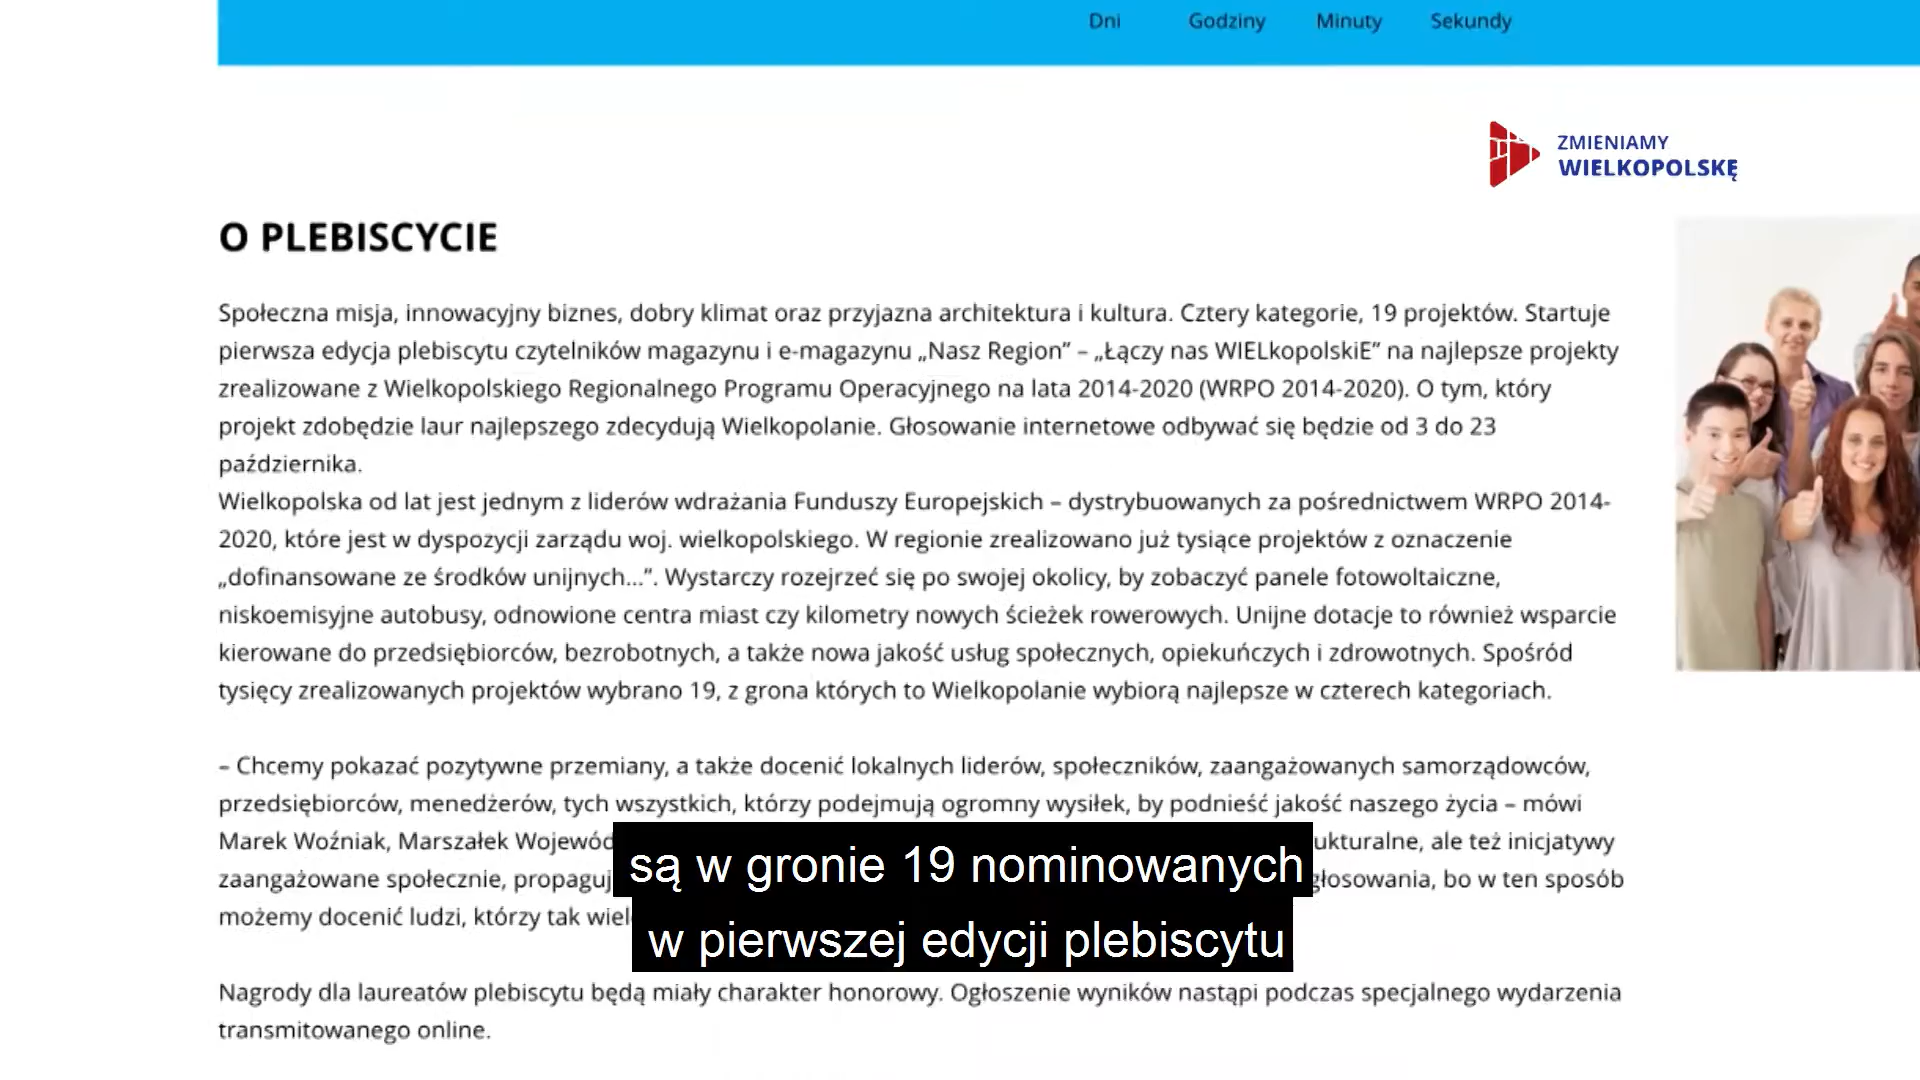 Dni Godziny Minuty Sekundy
ZMIENIAMY
WIELKOPOLSKĘ
O PLEBISCYCIE
Społeczna misja, innowacyjny biznes, dobry klimat oraz przyjazna architektura i kultura. Cztery kategorie, 19 projektów. Startuje
pierwsza edycja plebiscytu czytelników magazynu i e-magazynu „Nasz Region” – „Łączy nas WIELkopolskiE” na najlepsze projekty
zrealizowane z Wielkopolskiego Regionalnego Programu Operacyjnego na lata 2014-2020 (WRPO 2014-2020). O tym, który
projekt zdobędzie laur najlepszego zdecydują Wielkopolanie. Głosowanie internetowe odbywać się będzie od 3 do 23
października.
Wielkopolska od lat jest jednym z liderów wdrażania Funduszy Europejskich – dystrybuowanych za pośrednictwem WRPO 2014-
2020, które jest w dyspozycji zarządu woj. wielkopolskiego. W regionie zrealizowano już tysiące projektów z oznaczenie
„dofinansowane ze środków unijnych...”. Wystarczy rozejrzeć się po swojej okolicy, by zobaczyć panele fotowoltaiczne,
niskoemisyjne autobusy, odnowione centra miast czy kilometry nowych ścieżek rowerowych. Unijne dotacje to również wsparcie
kierowane do przedsiębiorców, bezrobotnych, a także nowa jakość usług społecznych, opiekuńczych i zdrowotnych. Spośród
tysięcy zrealizowanych projektów wybrano 19, z grona których to Wielkopolanie wybiorą najlepsze w czterech kategoriach.
– Chcemy pokazać pozytywne przemiany, a także docenić lokalnych liderów, społeczników, zaangażowanych samorządowców,
przedsiębiorców, menedżerów, tych wszystkich, którzy podejmują ogromny wysiłek, by podnieść jakość naszego życia – mówi
Marek Woźniak, Marszałek Wojewód ukturalne, ale też inicjatywy
zaangażowane społecznie, propaguj głosowania, bo w ten sposób
możemy docenić ludzi, którzy tak wiel
są w gronie 19 nominowanych
w pierwszej edycji plebiscytu
Nagrody dla laureatów plebiscytu będą miały charakter honorowy. Ogłoszenie wyników nastąpi podczas specjalnego wydarzenia
transmitowanego online.